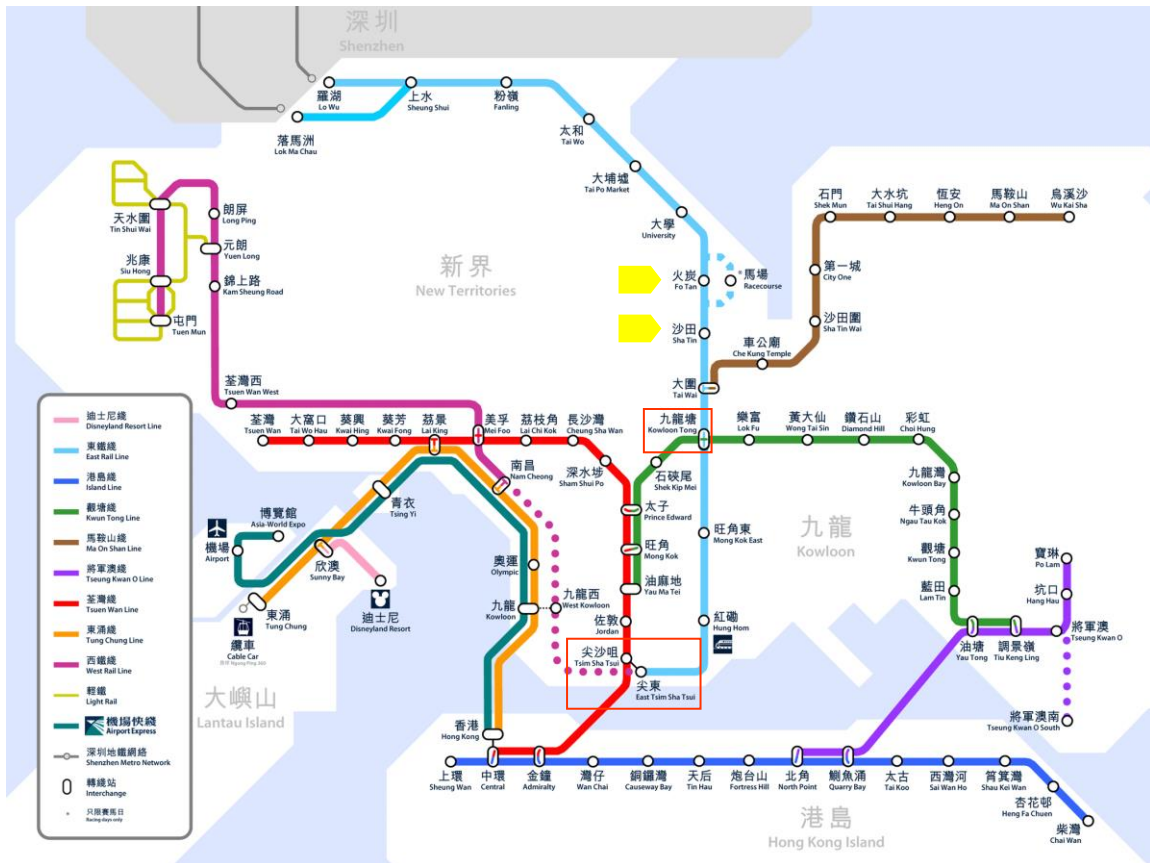 深圳
Shenzhen
羅湖
Lo Wu
上水
Sheung Shui
粉嶺
Fanling
落馬洲
Lok Ma Chau
太和
Tai Wo
大埔墟
Tai Po Market
大學
University
朗屏
Long Ping
天水圍
Tin Shui Wai
元朗
Yuen Long
兆康
Siu Hong
錦上路
Kam Sheung Road
屯門
Tuen Mun
新界
New Territories
火炭
Fo Tan
*馬場
Racecourse
沙田
Sha Tin
大圍
Tai Wai
石門
Shek Mun
大水坑
Tai Shui Hang
恆安
Heng On
馬鞍山
Ma On Shan
烏溪沙
Wu Kai Sha
第一城
City One
沙田圍
Sha Tin Wai
車公廟
Che Kung Temple
荃灣西
Tsuen Wan West
荃灣
Tsuen Wan
大窩口
Tai Wo Hau
葵興
Kwai Hing
葵芳
Kwai Fong
荔景
Lai King
美孚
Mei Foo
荔枝角
Lai Chi Kok
長沙灣
Cheung Sha Wan
九龍塘
Kowloon Tong
樂富
Lok Fu
黃大仙
Wong Tai Sin
鑽石山
Diamond Hill
彩虹
Choi Hung
南昌
Nam Cheong
深水埗
Sham Shui Po
石硤尾
Shek Kip Mei
九龍灣
Kowloon Bay
青衣
Tsing Yi
太子
Prince Edward
牛頭角
Ngau Tau Kok
博覽館
Asia-World Expo
機場
Airport
旺角
Mong Kok
旺角東
Mong Kok East
九龍
Kowloon
觀塘
Kwun Tong
欣澳
Sunny Bay
奧運
Olympic
油麻地
Yau Ma Tei
藍田
Lam Tin
寶琳
Po Lam
坑口
Hang Hau
東涌
Tung Chung
迪士尼
Disneyland Resort
九龍
Kowloon
九龍西
West Kowloon
佐敦
Jordan
紅磡
Hung Hom
纜車
Cable Car
昂坪 Ngong Ping 360
油塘
Yau Tong
調景嶺
Tiu Keng Ling
將軍澳
Tseung Kwan O
尖沙咀
Tsim Sha Tsui
尖東
East Tsim Sha Tsui
大嶼山
Lantau Island
將軍澳南
Tseung Kwan O South
香港
Hong Kong
上環
Sheung Wan
中環
Central
金鐘
Admiralty
灣仔
Wan Chai
銅鑼灣
Causeway Bay
天后
Tin Hau
炮台山
Fortress Hill
北角
North Point
鰂魚涌
Quarry Bay
太古
Tai Koo
西灣河
Sai Wan Ho
筲箕灣
Shau Kei Wan
杏花邨
Heng Fa Chuen
柴灣
Chai Wan
港島
Hong Kong Island
迪士尼綫
Disneyland Resort Line
東鐵綫
East Rail Line
港島綫
Island Line
觀塘綫
Kwun Tong Line
馬鞍山綫
Ma On Shan Line
將軍澳綫
Tseung Kwan O Line
荃灣綫
Tsuen Wan Line
東涌綫
Tung Chung Line
西鐵綫
West Rail Line
輕鐵
Light Rail
機場快綫
Airport Express
深圳地鐵網絡
Shenzhen Metro Network
轉綫站
Interchange
* 只限賽馬日
Racing days only